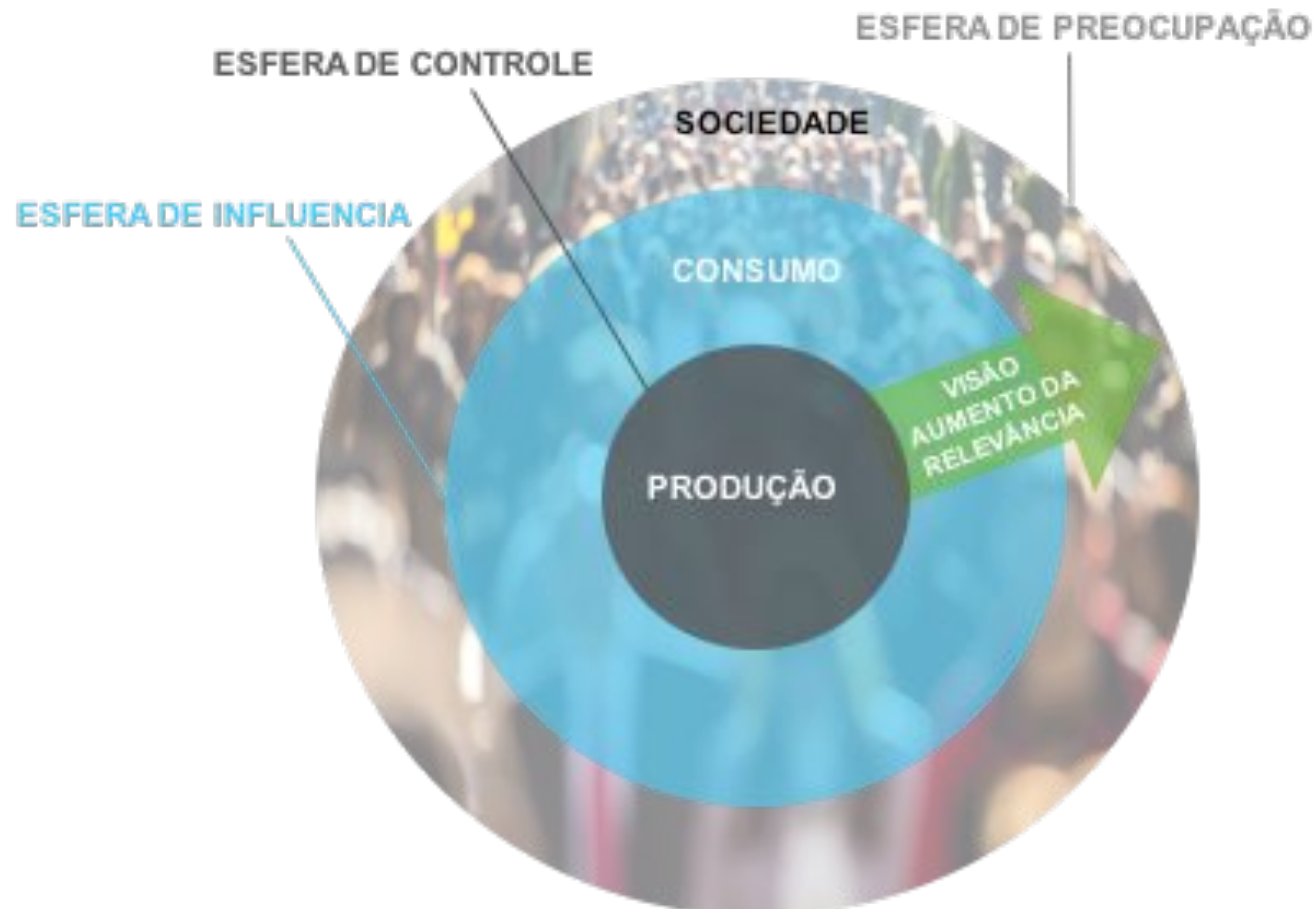 ESFERA DE PREOCUPAÇÃO
ESFERA DE CONTROLE
SOCIEDADE
ESFERA DE INFLUENCIA
CONSUMO
VISÃO
AUMENTO DA
RELEVÂNCIA
PRODUÇÃO